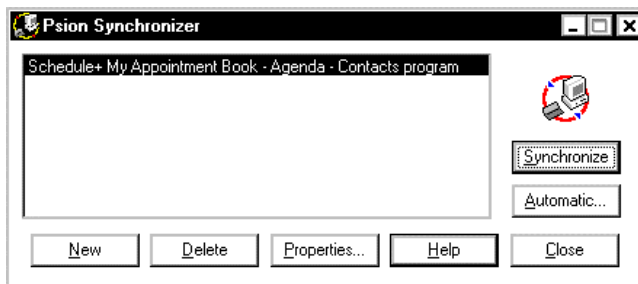 Psion Synchronizer
Schedule+ My Appointment Book - Agenda - Contacts program
Synchronize
Automatic...
New Delete Properties... Help Close